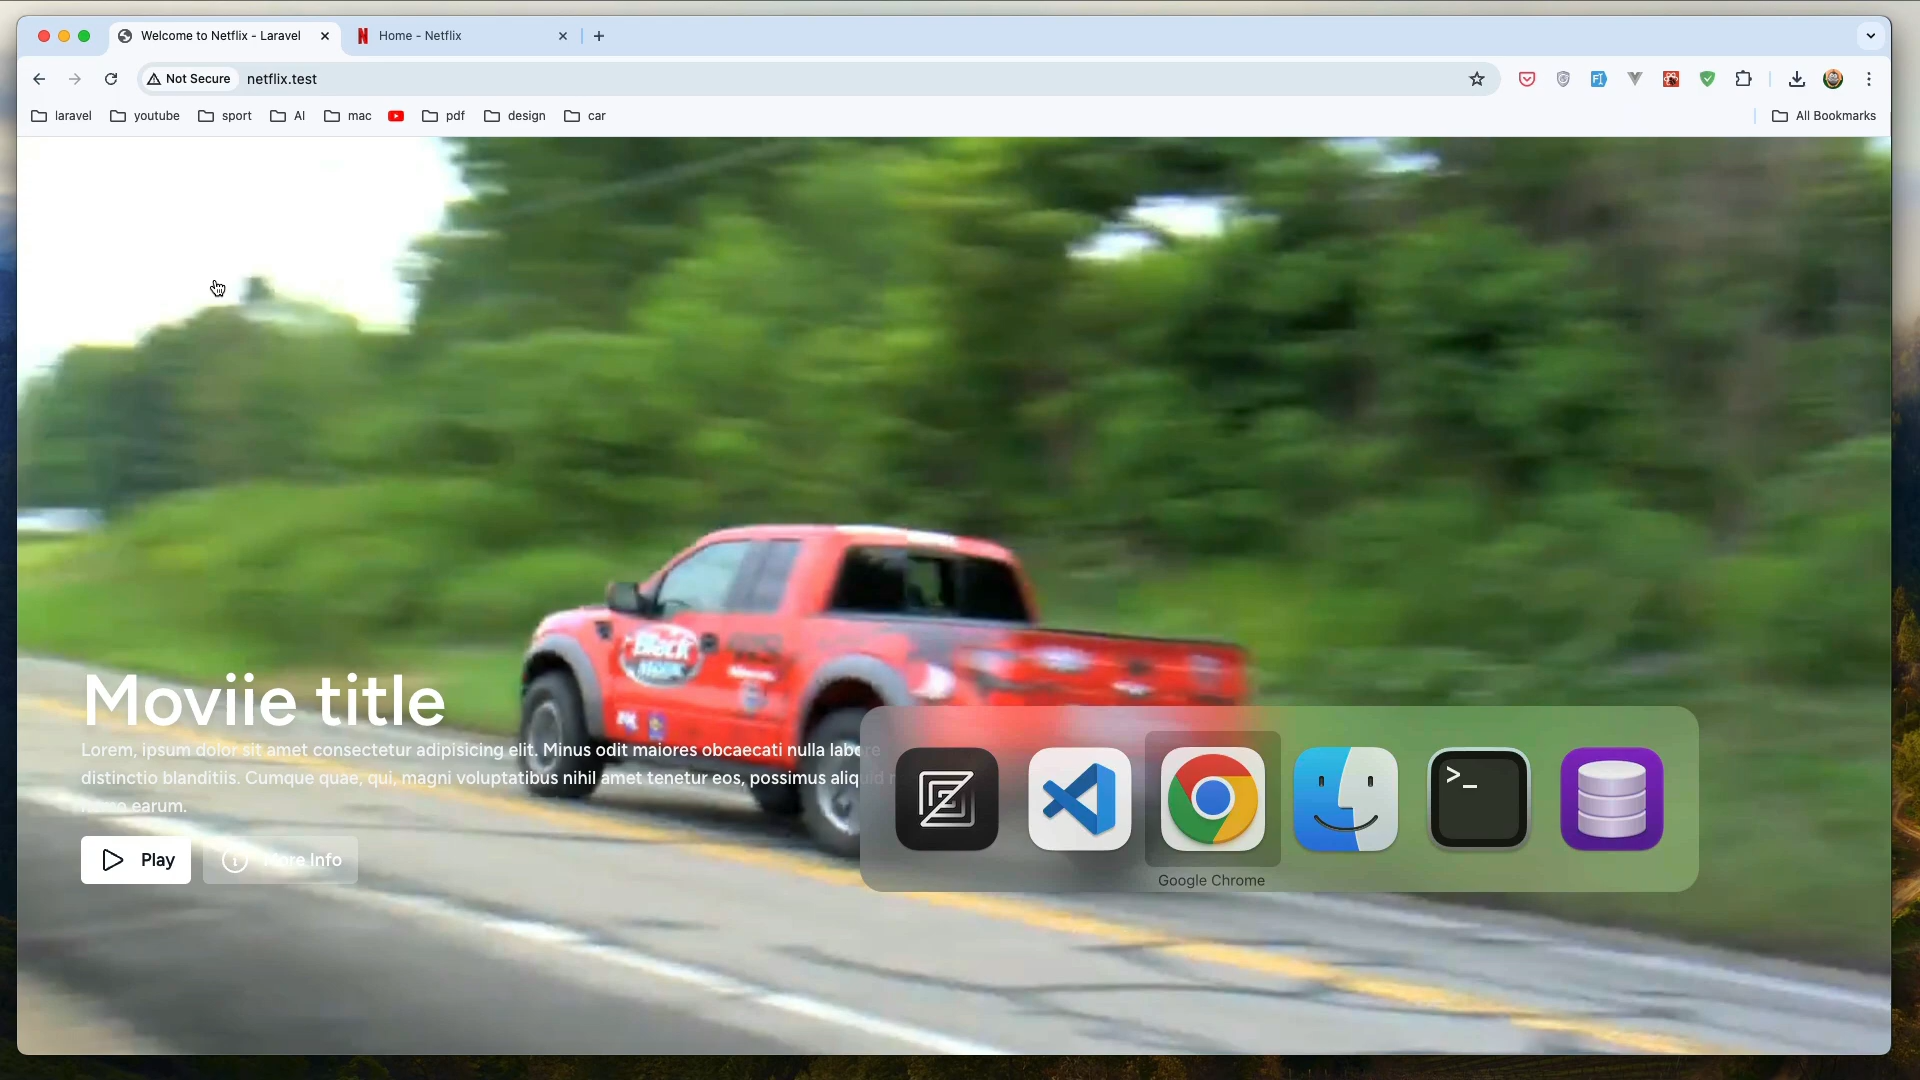 Welcome to Netflix - Laravel
Home - Netflix
Not Secure
netflix.test
laravel
youtube
sport
AI
mac
pdf
design
car
All Bookmarks
Moviie title
Lorem, ipsum dolor sit amet consectetur adipisicing elit. Minus odit maiores obcaecati nulla labore
distinctio blanditiis. Cumque quae, qui, magni voluptatibus nihil amet tenetur eos, possimus aliquid
earum.
Play
More Info
Google Chrome